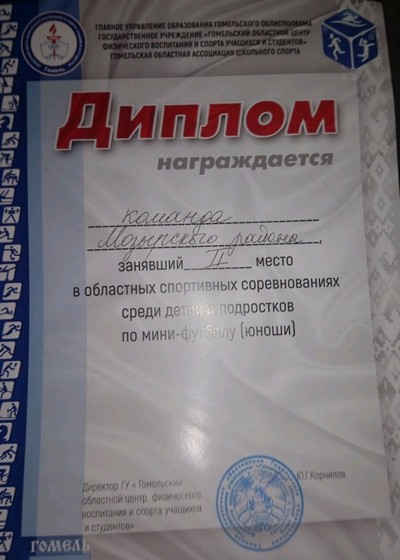 ГЛАВНОЕ УПРАВЛЕНИЕ ОБРАЗОВАНИЯ ГОМЕЛЬСКОГО ОБЛИСПОЛКОМА
ГОСУДАРСТВЕННОЕ УЧРЕЖДЕНИЕ «ГОМЕЛЬСКИЙ ОБЛАСТНОЙ ЦЕНТР
ФИЗИЧЕСКОГО ВОСПИТАНИЯ И СПОРТА УЧАЩИХСЯ И СТУДЕНТОВ»
ГОМЕЛЬСКАЯ ОБЛАСТНАЯ АССОЦИАЦИЯ ШКОЛЬНОГО СПОРТА
Гомель
Диплом
награждается
команда
Мозырского района
занявший II место
в областных спортивных соревнованиях
среди детей и подростков
по мини-футболу (юноши)
Директор ГУ « Гомельский
областной центр физического
воспитания и спорта учащихся
и студентов»
Ю.Г.Корнилов
ГОМЕЛЬ